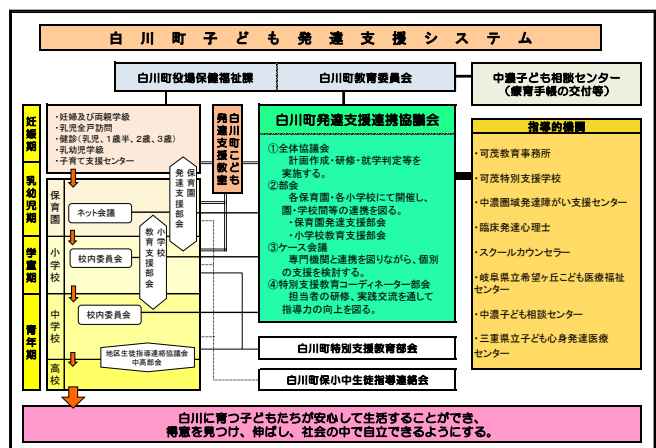 白川町子ども発達支援システム
白川町役場保健福祉課
白川町教育委員会
中濃子ども相談センター
（療育手帳の交付等）
妊娠期
乳幼児期
学童期
青年期
・妊婦及び両親学級
・乳児全戸訪問
・健診（乳児、1歳半、2歳、3歳）
・乳幼児学級
・子育て支援センター
白川町こども
発達支援教室
保育園
小学校
中学校
高校
ネット会議
校内委員会
校内委員会
保育園
発達支援部会
小学校
教育支援部会
地区生徒指導連絡協議会
中高部会
白川町発達支援連携協議会
①全体協議会
計画作成・研修・就学判定等を
実施する。
②部会
各保育園・各小学校にて開催し、
園・学校間等の連携を図る。
・保育園発達支援部会
・小学校教育支援部会
③ケース会議
専門機関と連携を図りながら、個別
の支援を検討する。
④特別支援教育コーディネーター部会
担当者の研修、実践交流を通して
指導力の向上を図る。
白川町特別支援教育部会
白川町保小中生徒指導連絡会
指導的機関
・可茂教育事務所
・可茂特別支援学校
・中濃圏域発達障がい支援センター
・臨床発達心理士
・スクールカウンセラー
・岐阜県立希望ヶ丘こども医療福祉
センター
・中濃子ども相談センター
・三重県立子ども心身発達医療
センター
白川に育つ子どもたちが安心して生活することができ、
得意を見つけ、伸ばし、社会の中で自立できるようにする。